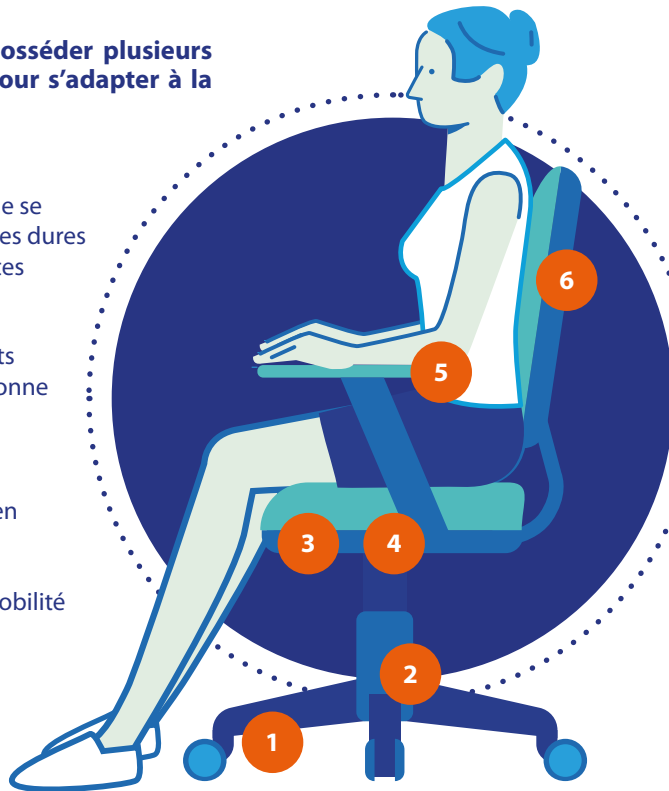 osséder plusieurs
our s'adapter à la
e se
es dures
tes
ts
onne
en
obilité
6
5
3
4
2
1